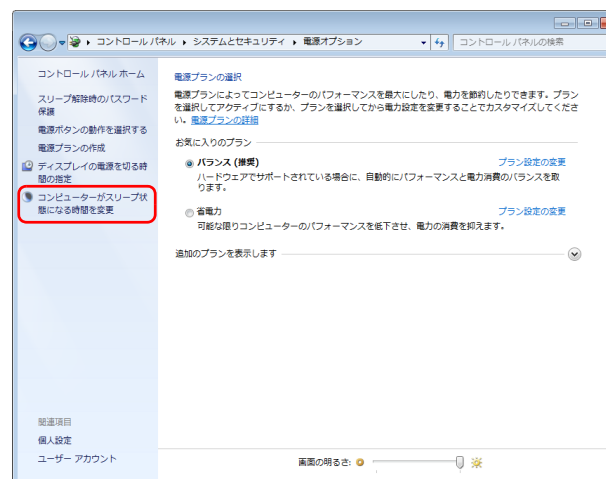 コントロール パネル ▸ システムとセキュリティ ▸ 電源オプション
コントロール パネルの検索
コントロール パネル ホーム
スリープ解除時のパスワード
保護
電源ボタンの動作を選択する
電源プランの作成
ディスプレイの電源を切る時
間の指定
コンピューターがスリープ状
態になる時間を変更
電源プランの選択
電源プランによってコンピューターのパフォーマンスを最大にしたり、電力を節約したりできます。プラン
を選択してアクティブにするか、プランを選択してから電力設定を変更することでカスタマイズしてくださ
い。電源プランの詳細
お気に入りのプラン
バランス (推奨) プラン設定の変更
ハードウェアでサポートされている場合に、自動的にパフォーマンスと電力消費のバランスを取
ります。
省電力 プラン設定の変更
可能な限りコンピューターのパフォーマンスを低下させ、電力の消費を抑えます。
追加のプランを表示します
関連項目
個人設定
ユーザー アカウント
画面の明るさ: